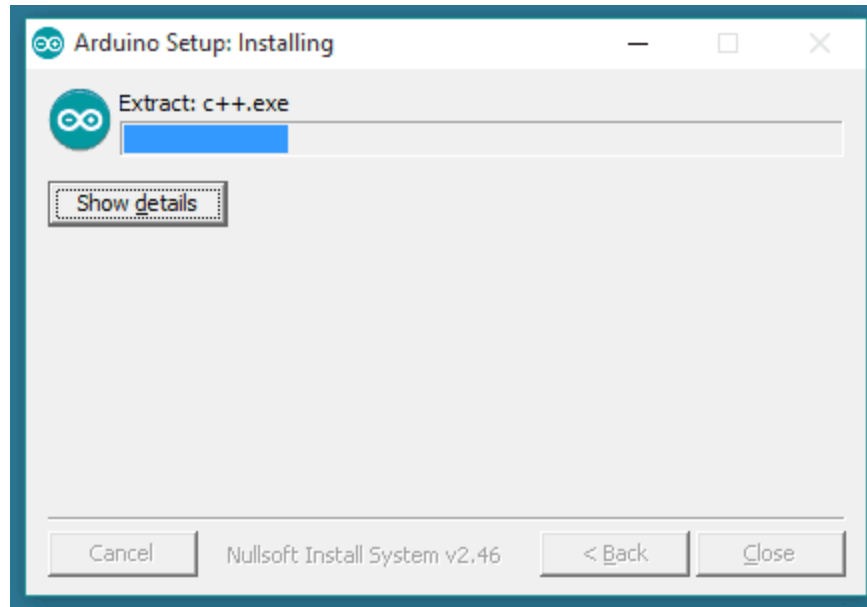 Arduino Setup: Installing
Extract: c++.exe
Show details
Cancel
Nullsoft Install System v2.46
< Back
Close